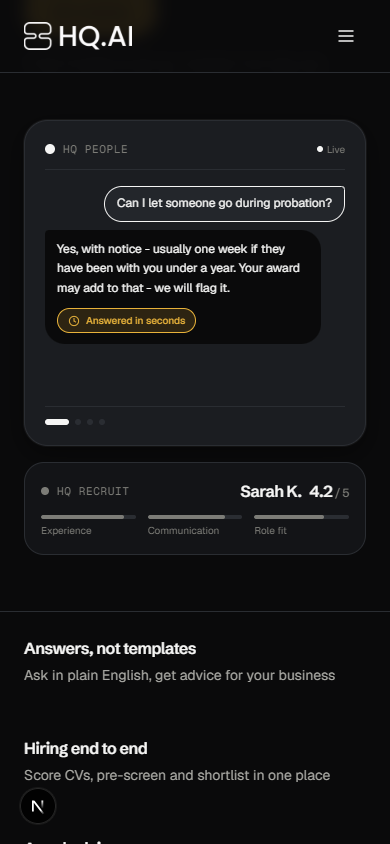 HQ.AI
HQ PEOPLE
Live
Can I let someone go during probation?
Yes, with notice - usually one week if they
have been with you under a year. Your award
may add to that - we will flag it.
Answered in seconds
HQ RECRUIT
Sarah K. 4.2 / 5
Experience
Communication
Role fit
Answers, not templates
Ask in plain English, get advice for your business
Hiring end to end
Score CVs, pre-screen and shortlist in one place
N